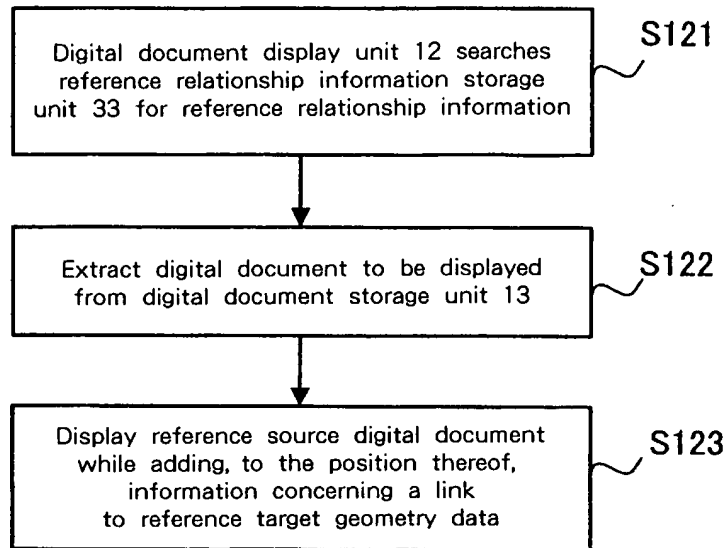 Digital document display unit 12 searches
reference relationship information storage
unit 33 for reference relationship information
S121
Extract digital document to be displayed
from digital document storage unit 13
S122
Display reference source digital document
while adding, to the position thereof,
information concerning a link
to reference target geometry data
S123